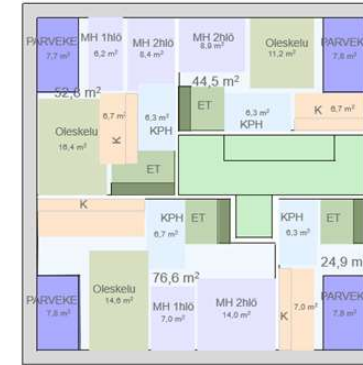 PARVEKE
7,7 m²
MH 1hlö
6,2 m²
MH 2hlö
8,4 m²
MH 2hlö
8,9 m²
Oleskelu
11,2 m²
PARVEKE
7,8 m²
52,8 m²
44,5 m²
6,7 m²
K
6,3 m²
KPH
ET
6,3 m²
KPH
K
6,7 m²
Oleskelu
16,4 m²
ET
K
KPH
6,7 m²
ET
KPH
6,3 m²
ET
76,6 m²
24,9 m
PARVEKE
7,8 m²
Oleskelu
14,6 m²
MH 1hlö
7,0 m²
MH 2hlö
14,0 m²
7,0 m²
K
PARVEKE
7,8 m²